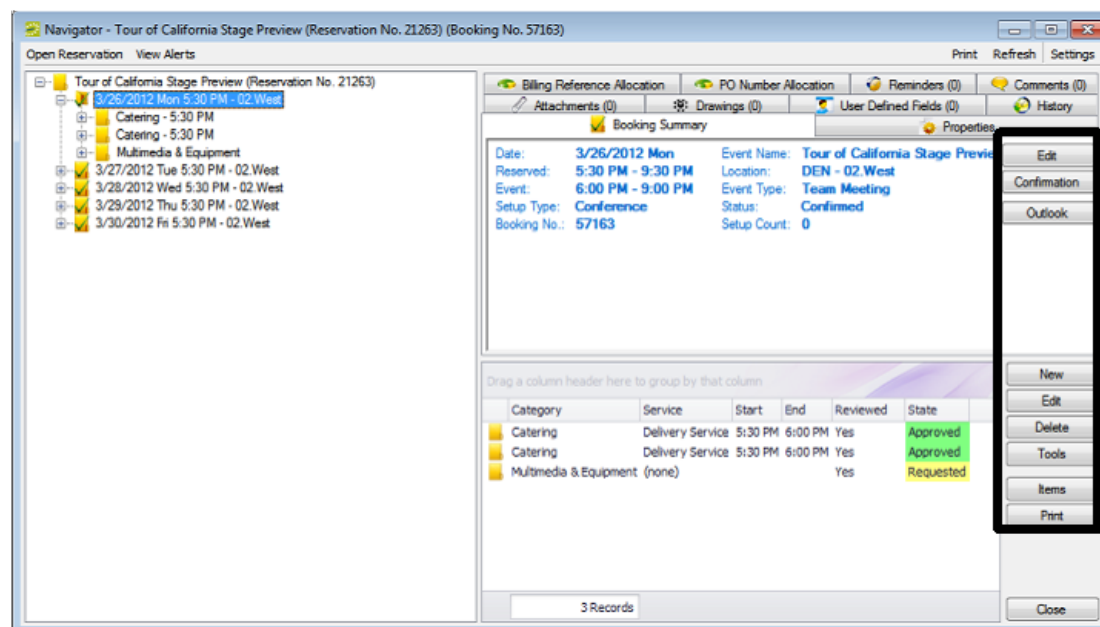 Navigator - Tour of California Stage Preview (Reservation No. 21263) (Booking No. 57163)
Open Reservation View Alerts Print Refresh Settings
Tour of California Stage Preview (Reservation No. 21263)
3/26/2012 Mon 5:30 PM - 02.West
Catering - 5:30 PM
Catering - 5:30 PM
Multimedia & Equipment
3/27/2012 Tue 5:30 PM - 02.West
3/28/2012 Wed 5:30 PM - 02.West
3/29/2012 Thu 5:30 PM - 02.West
3/30/2012 Fri 5:30 PM - 02.West
Billing Reference Allocation PO Number Allocation Reminders (0) Comments (0)
Attachments (0) Drawings (0) User Defined Fields (0) History
Booking Summary Properties
Date: 3/26/2012 Mon Event Name: Tour of California Stage Previe
Reserved: 5:30 PM - 9:30 PM Location: DEN - 02.West
Event: 6:00 PM - 9:00 PM Event Type: Team Meeting
Setup Type: Conference Status: Confirmed
Booking No.: 57163 Setup Count: 0
Edit
Confirmation
Outlook
Drag a column header here to group by that column
Category Service Start End Reviewed State
Catering Delivery Service 5:30 PM 6:00 PM Yes Approved
Catering Delivery Service 5:30 PM 6:00 PM Yes Approved
Multimedia & Equipment (none) Yes Requested
3 Records
New
Edit
Delete
Tools
Items
Print
Close